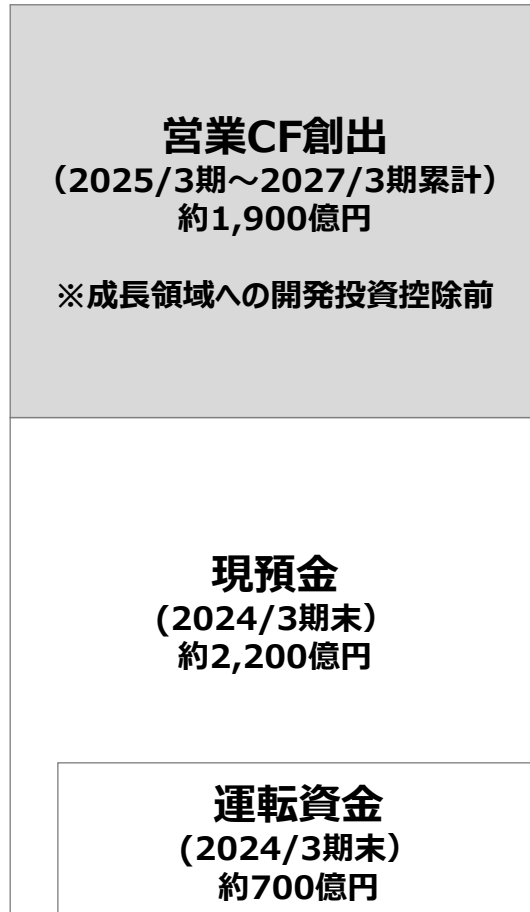 営業CF創出
（2025/3期～2027/3期累計）
約1,900億円
※成長領域への開発投資控除前
現預金
(2024/3期末）
約2,200億円
運転資金
(2024/3期末）
約700億円